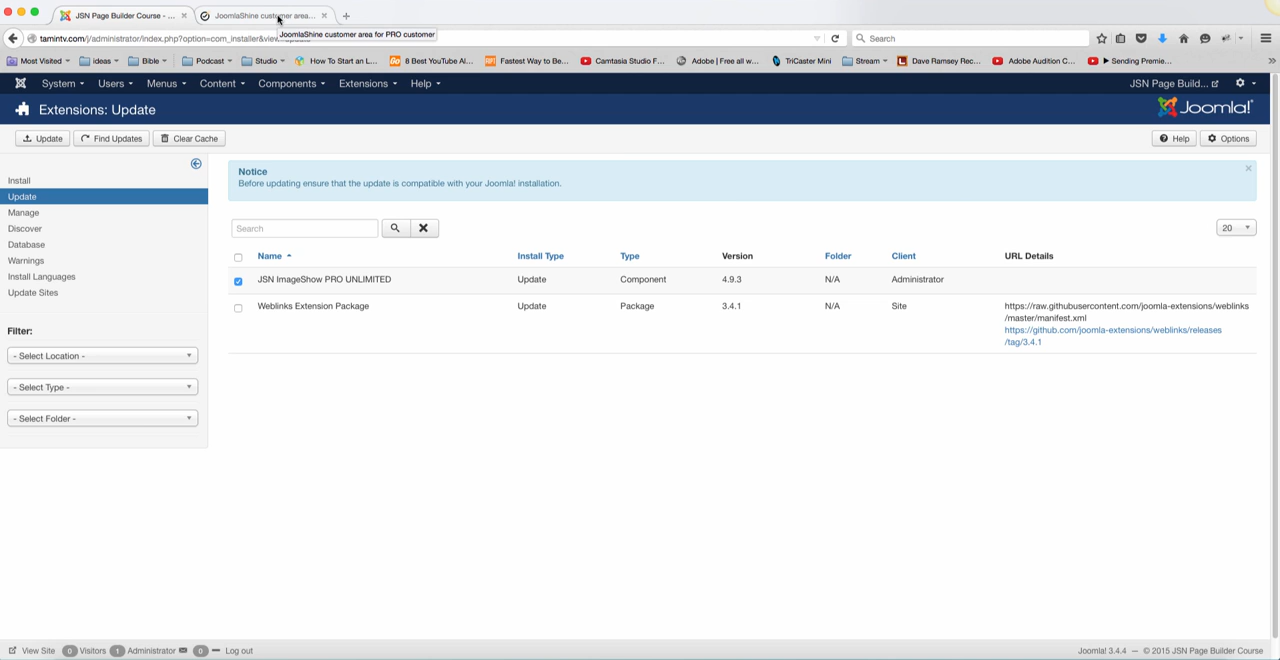 JSN Page Builder Course - ...
JoomlaShine customer area...
JoomlaShine customer area for PRO customer
tamintv.com/j/administrator/index.php?option=com_installer&view=update
Search
Most Visited
ideas
Bible
Podcast
Studio
How To Start an L...
8 Best YouTube Al...
Fastest Way to Be...
Camtasia Studio F...
Adobe | Free all w...
TriCaster Mini
Stream
Dave Ramsey Rec...
Adobe Audition C...
Sending Premie...
System
Users
Menus
Content
Components
Extensions
Help
JSN Page Build...
Extensions: Update
Joomla!
Update
Find Updates
Clear Cache
Help
Options
Install
Update
Manage
Discover
Database
Warnings
Install Languages
Update Sites
Filter:
- Select Location -
- Select Type -
- Select Folder -
Notice
Before updating ensure that the update is compatible with your Joomla! installation.
Search
20
Name Install Type Type Version Folder Client URL Details
JSN ImageShow PRO UNLIMITED Update Component 4.9.3 N/A Administrator
Weblinks Extension Package Update Package 3.4.1 N/A Site https://raw.githubusercontent.com/joomla-extensions/weblinks
/master/manifest.xml
https://github.com/joomla-extensions/weblinks/releases
/tag/3.4.1
View Site 0 Visitors 1 Administrator 0 Log out
Joomla! 3.4.4 — © 2015 JSN Page Builder Course